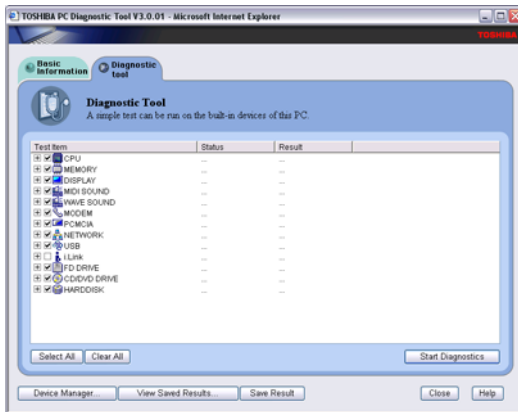 TOSHIBA PC Diagnostic Tool V3.0.01 - Microsoft Internet Explorer
TOSHIBA
Basic Information
Diagnostic tool
Diagnostic Tool
A simple test can be run on the built-in devices of this PC.
Test Item Status Result
CPU ... ...
MEMORY ... ...
DISPLAY ... ...
MIDI SOUND ... ...
WAVE SOUND ... ...
MODEM ... ...
PCMCIA ... ...
NETWORK ... ...
USB ... ...
i.Link ... ...
FD DRIVE ... ...
CD/DVD DRIVE ... ...
HARDDISK ... ...
Select All Clear All Start Diagnostics
Device Manager... View Saved Results... Save Result Close Help